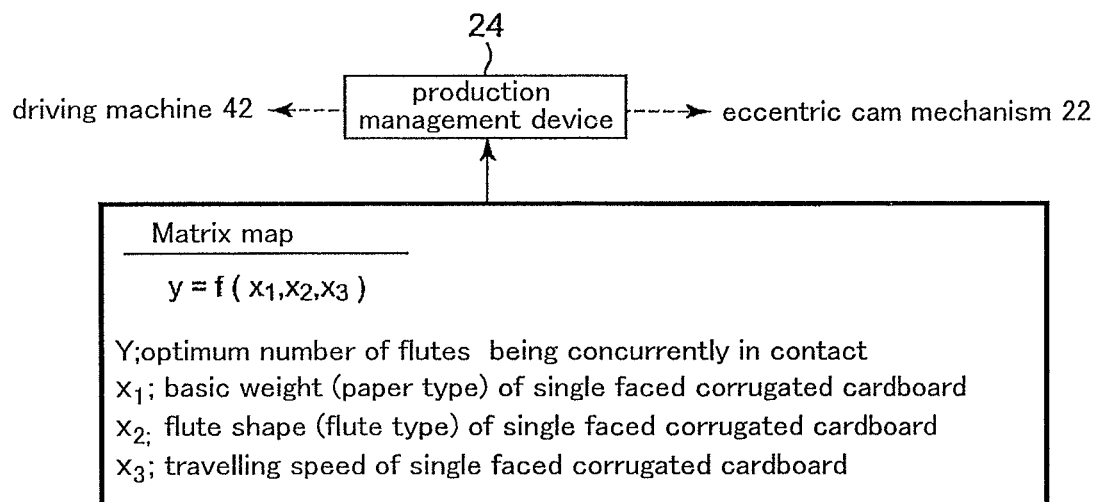 24
production
management device
driving machine 42
eccentric cam mechanism 22
Matrix map
y = f ( x1,x2,x3 )
Y;optimum number of flutes being concurrently in contact
x1; basic weight (paper type) of single faced corrugated cardboard
x2; flute shape (flute type) of single faced corrugated cardboard
x3; travelling speed of single faced corrugated cardboard